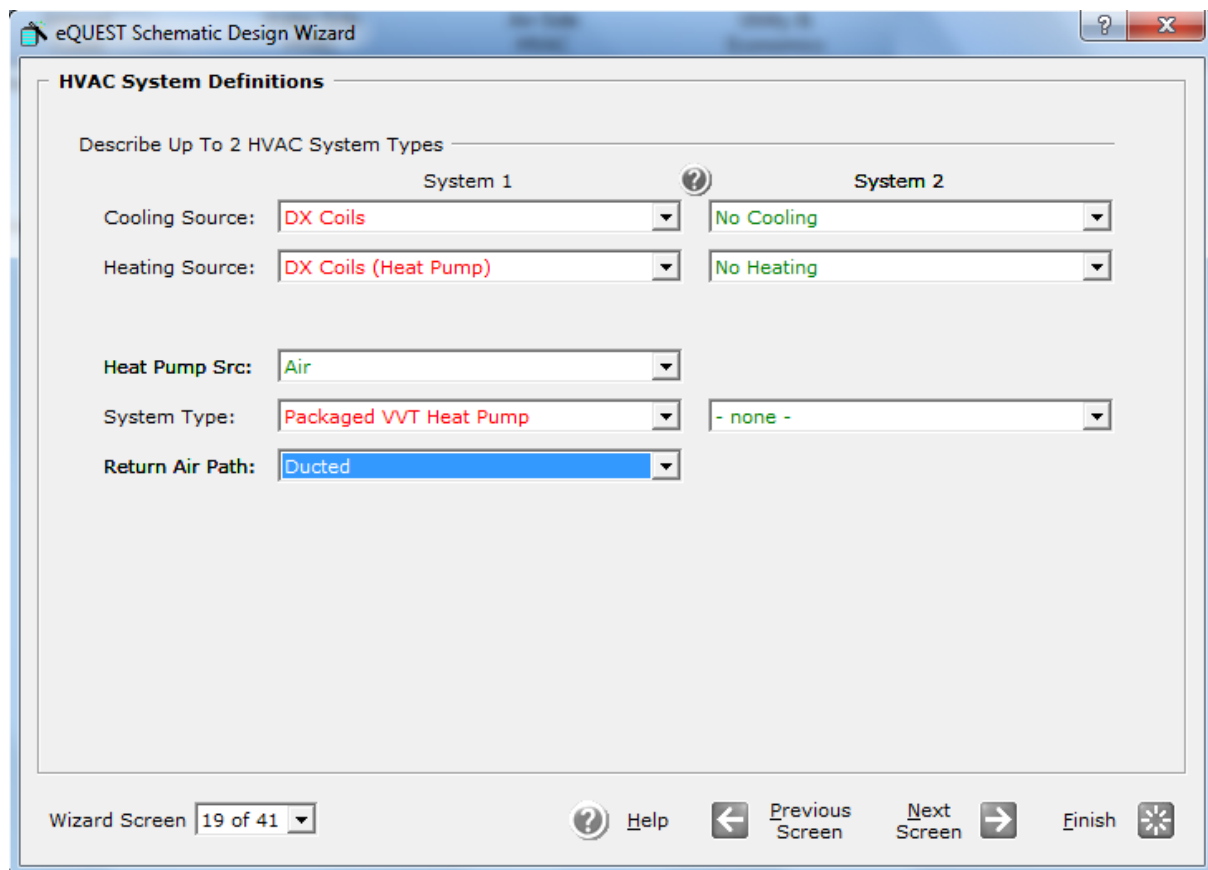 eQUEST Schematic Design Wizard
HVAC System Definitions
Describe Up To 2 HVAC System Types
System 1 System 2
Cooling Source: DX Coils No Cooling
Heating Source: DX Coils (Heat Pump) No Heating
Heat Pump Src: Air
System Type: Packaged VVT Heat Pump - none -
Return Air Path: Ducted
Wizard Screen 19 of 41 Help Previous Screen Next Screen Finish